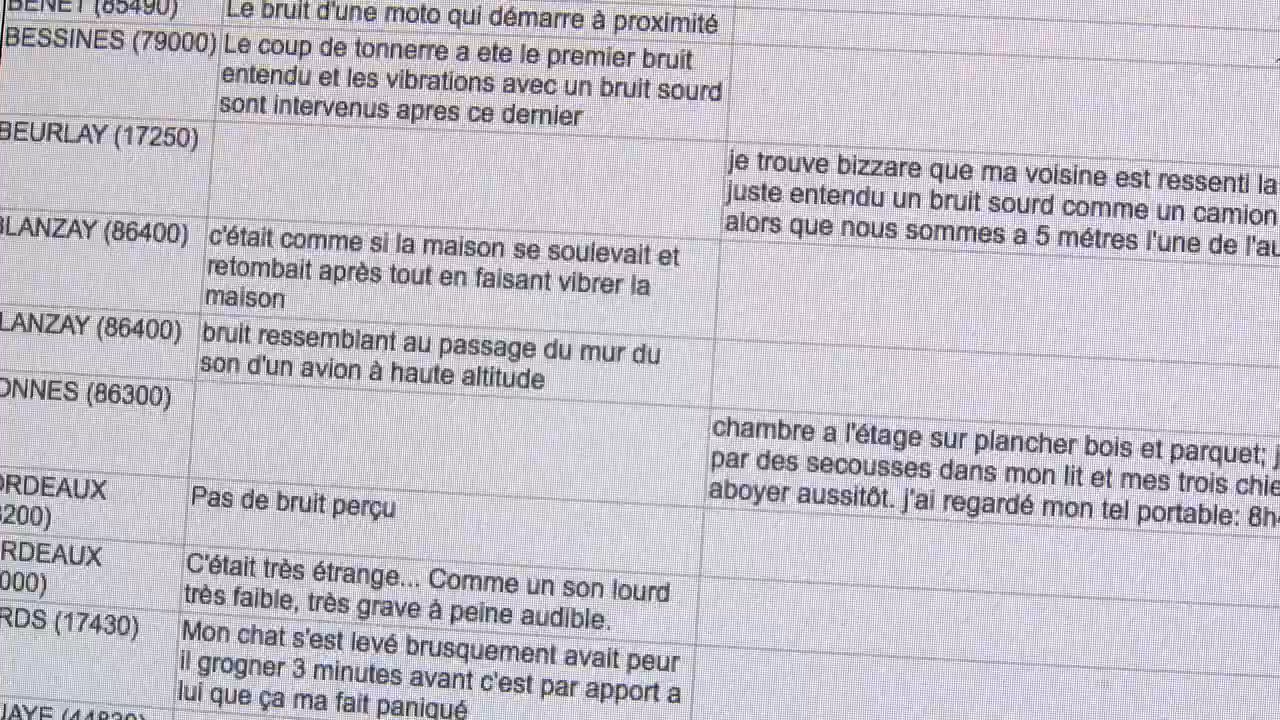 BENET (85490)
Le bruit d'une moto qui démarre à proximité
BESSINES (79000)
Le coup de tonnerre a ete le premier bruit
entendu et les vibrations avec un bruit sourd
sont intervenus apres ce dernier
BEURLAY (17250)
je trouve bizzare que ma voisine est ressenti la
juste entendu un bruit sourd comme un camion
alors que nous sommes a 5 métres l'une de l'au
BLANZAY (86400)
c'était comme si la maison se soulevait et
retombait après tout en faisant vibrer la
maison
LANZAY (86400)
bruit ressemblant au passage du mur du
son d'un avion à haute altitude
ONNES (86300)
chambre a l'étage sur plancher bois et parquet; j
par des secousses dans mon lit et mes trois chie
aboyer aussitôt. j'ai regardé mon tel portable: 8h
ORDEAUX
200)
Pas de bruit perçu
RDEAUX
000)
C'était très étrange... Comme un son lourd
très faible, très grave à peine audible.
RDS (17430)
Mon chat s'est levé brusquement avait peur
il grogner 3 minutes avant c'est par apport a
lui que ça ma fait paniqué